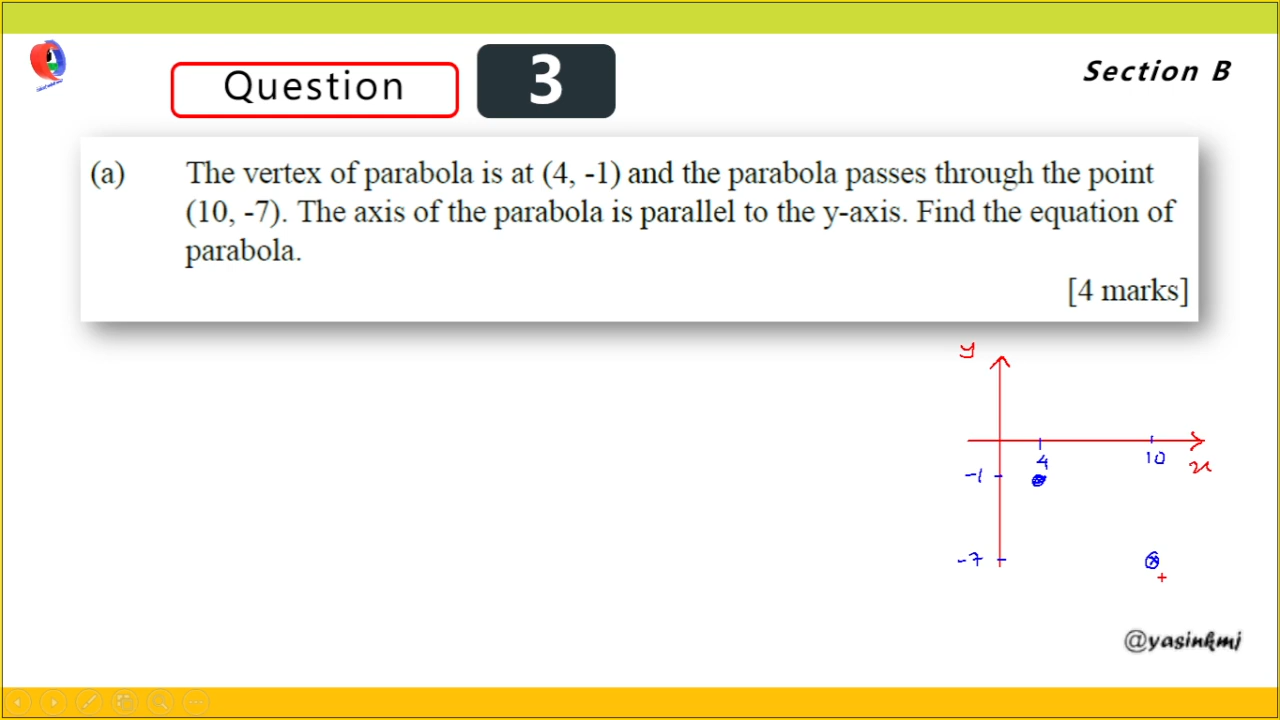 Section B
Question 3
(a) The vertex of parabola is at (4, -1) and the parabola passes through the point
(10, -7). The axis of the parabola is parallel to the y-axis. Find the equation of
parabola.
[4 marks]
y
4 10 x
-1
-7
@yasinkmj